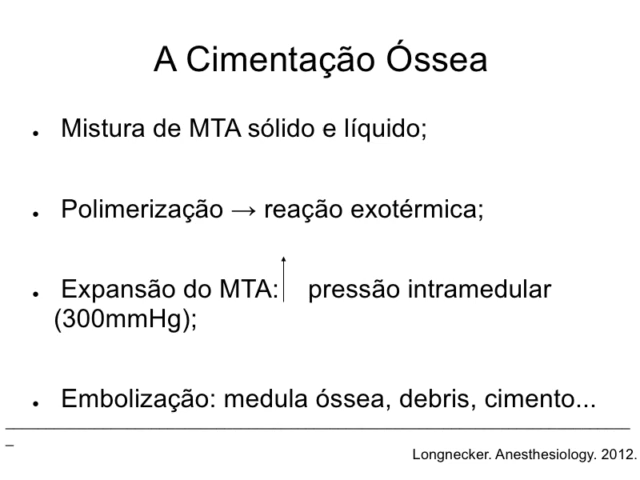 A Cimentação Óssea
● Mistura de MTA sólido e líquido;
● Polimerização → reação exotérmica;
● Expansão do MTA: ↑ pressão intramedular
(300mmHg);
● Embolização: medula óssea, debris, cimento...
Longnecker. Anesthesiology. 2012.